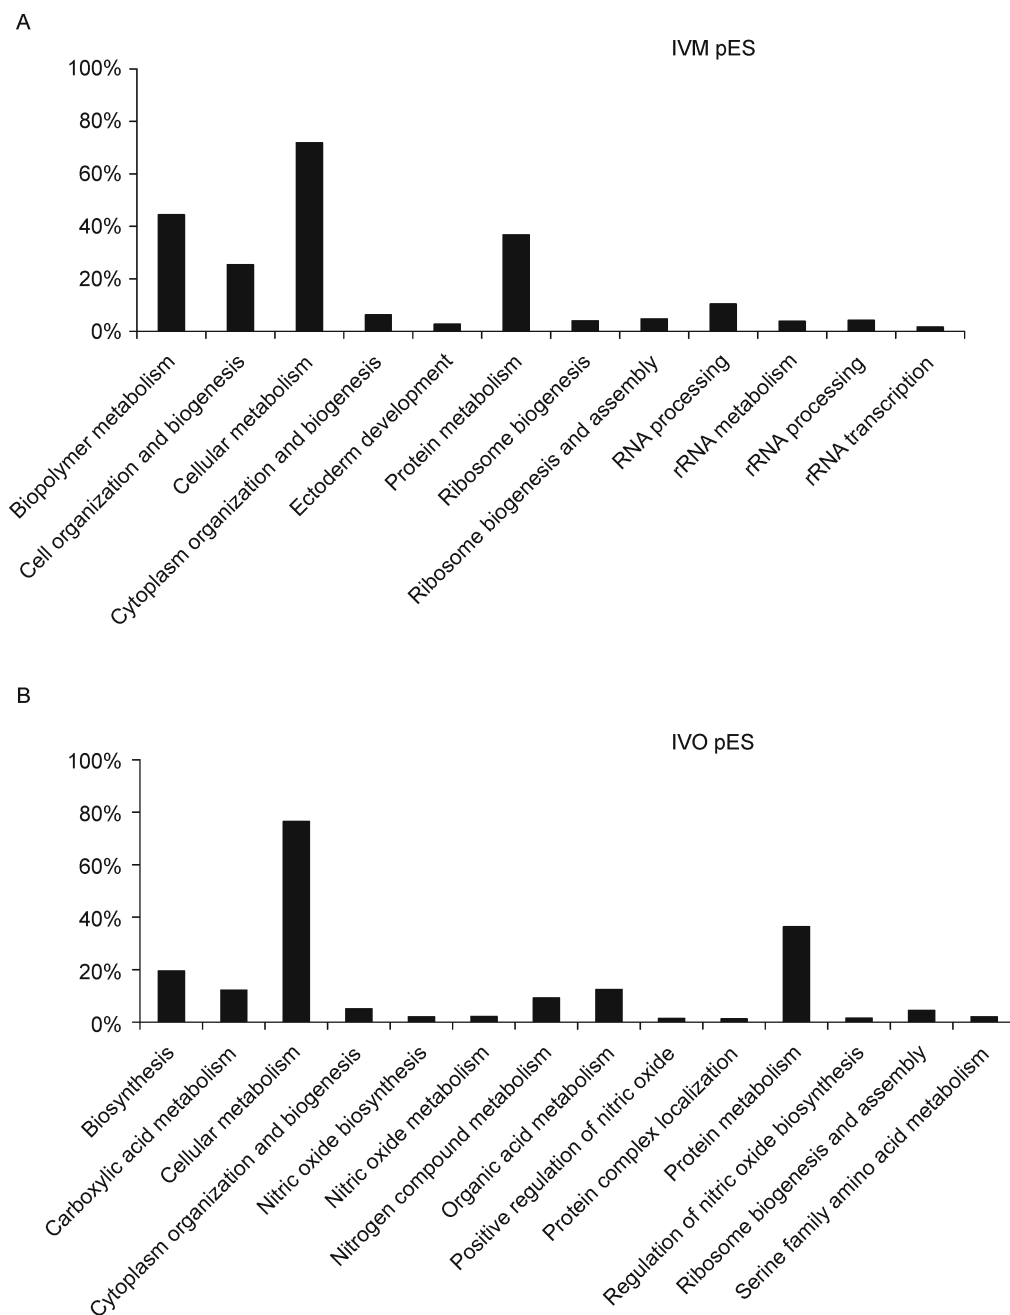 A
IVM pES
100%
80%
60%
40%
20%
0%
Biopolymer metabolism
Cell organization and biogenesis
Cellular metabolism
Cytoplasm organization and biogenesis
Ectoderm development
Protein metabolism
Ribosome biogenesis
Ribosome biogenesis and assembly
RNA processing
rRNA metabolism
rRNA processing
rRNA transcription
B
IVO pES
100%
80%
60%
40%
20%
0%
Biosynthesis
Carboxylic acid metabolism
Cellular metabolism
Cytoplasm organization and biogenesis
Nitric oxide biosynthesis
Nitric oxide metabolism
Nitrogen compound metabolism
Organic acid metabolism
Positive regulation of nitric oxide
Protein complex localization
Protein metabolism
Regulation of nitric oxide biosynthesis
Ribosome biogenesis and assembly
Serine family amino acid metabolism